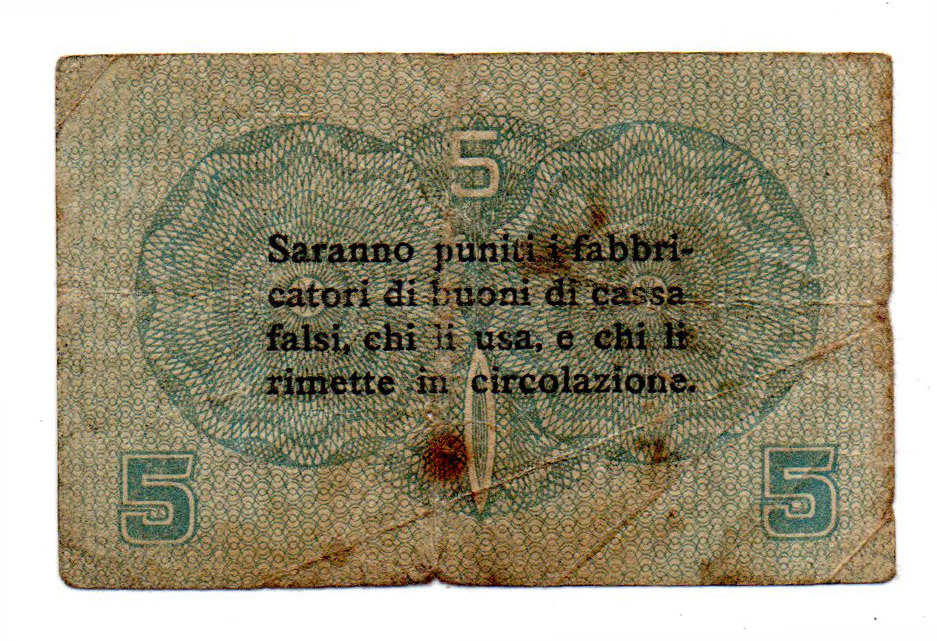 5
Saranno puniti i fabbri-
catori di buoni di cassa
falsi, chi li usa, e chi li
rimette in circolazione.
5 5